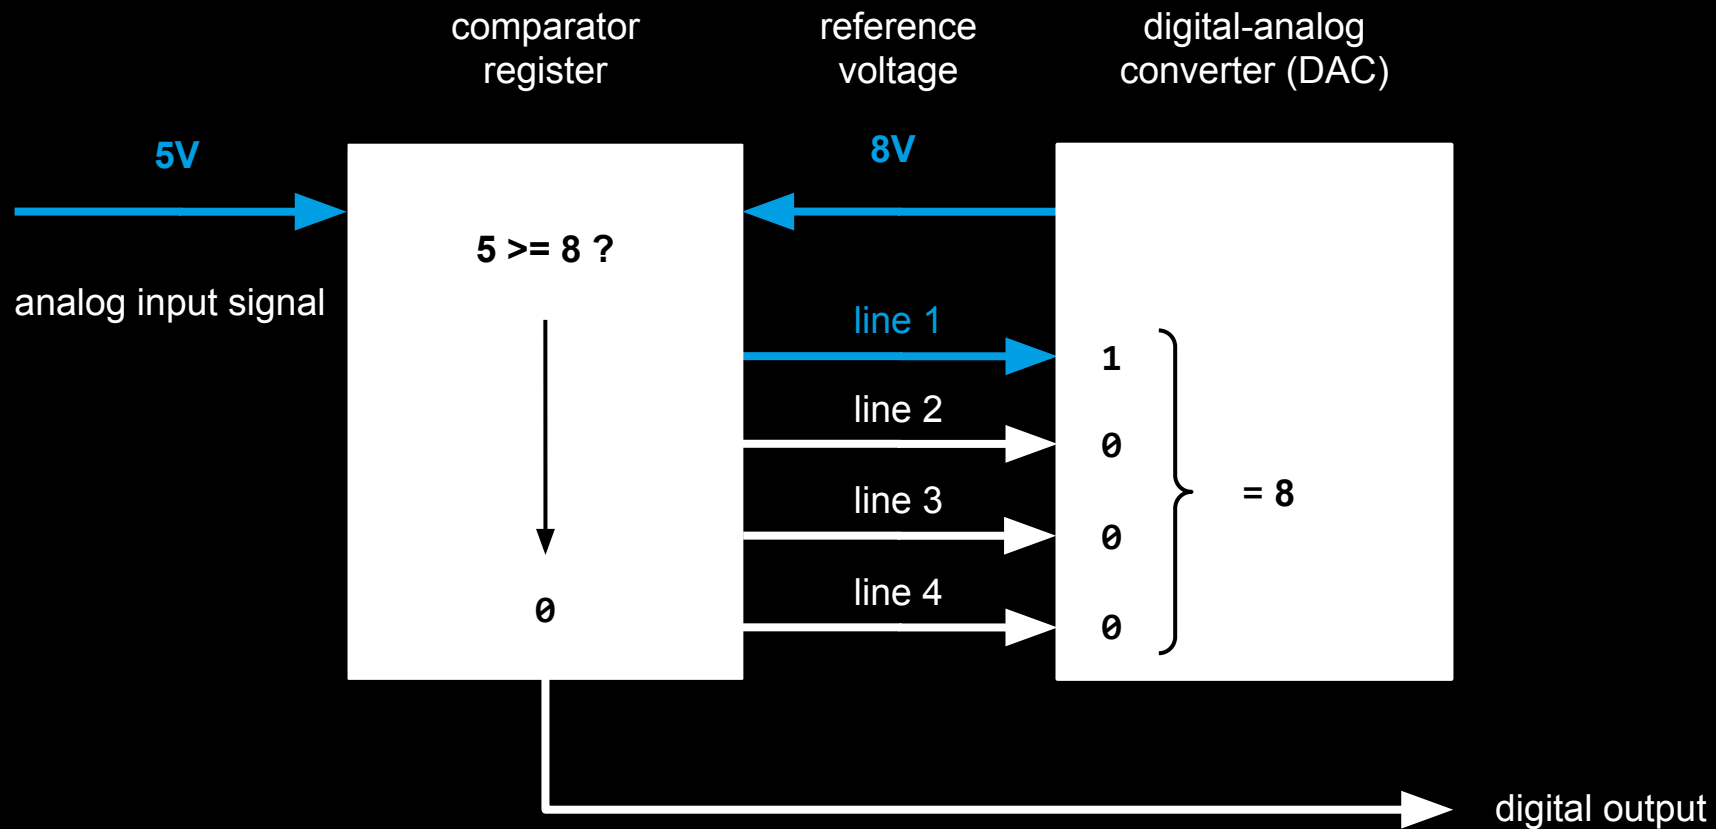 comparator
register
reference
voltage
digital-analog
converter (DAC)
5V
8V
5 >= 8 ?
analog input signal
line 1
1
line 2
0
line 3
= 8
0
line 4
0
0
digital output